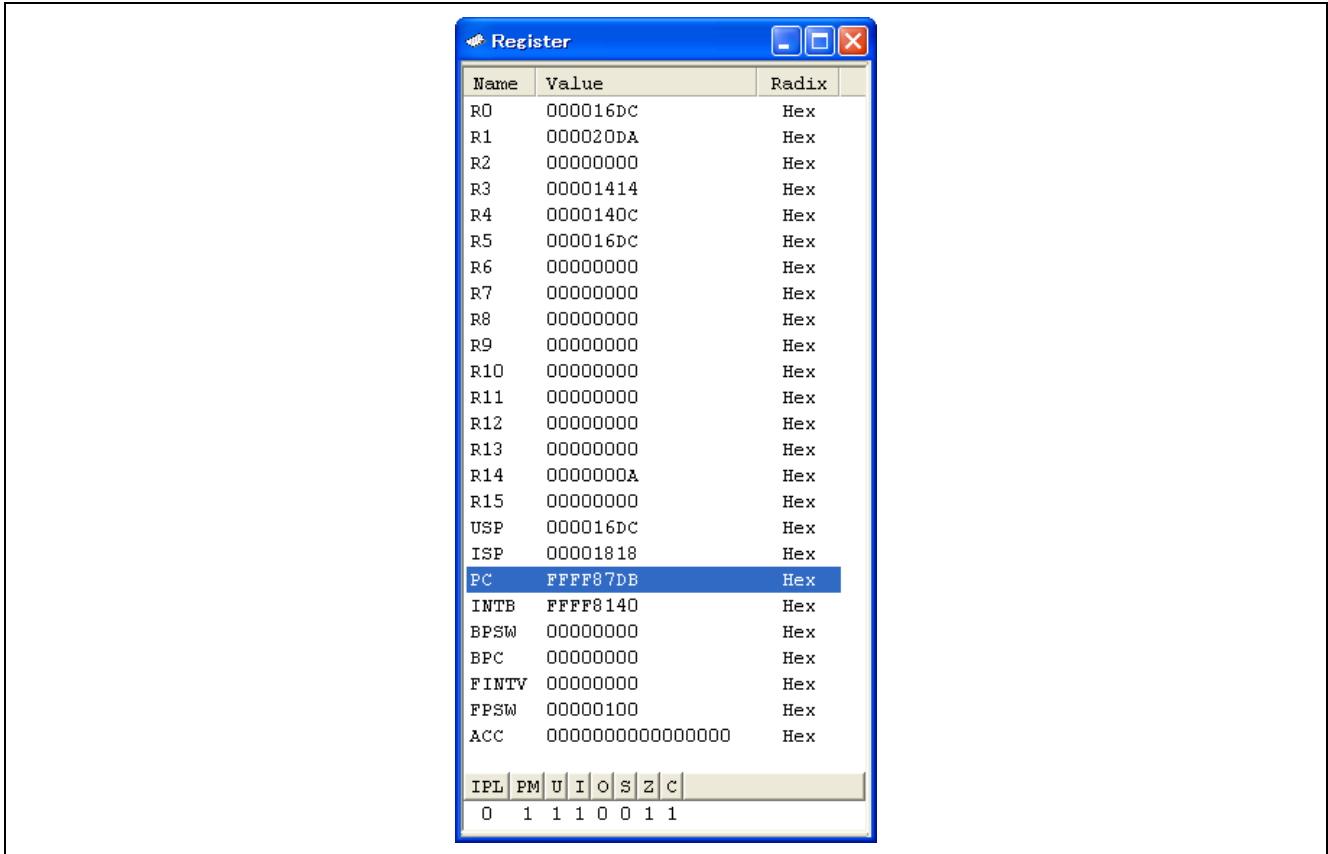 Register
Name Value Radix
R0 000016DC Hex
R1 000020DA Hex
R2 00000000 Hex
R3 00001414 Hex
R4 0000140C Hex
R5 000016DC Hex
R6 00000000 Hex
R7 00000000 Hex
R8 00000000 Hex
R9 00000000 Hex
R10 00000000 Hex
R11 00000000 Hex
R12 00000000 Hex
R13 00000000 Hex
R14 0000000A Hex
R15 00000000 Hex
USP 000016DC Hex
ISP 00001818 Hex
PC FFFF87DB Hex
INTB FFFF8140 Hex
BPSW 00000000 Hex
BPC 00000000 Hex
FINTV 00000000 Hex
FPSW 00000100 Hex
ACC 0000000000000000 Hex
IPL PM U I O S Z C
0 1 1 1 0 0 1 1